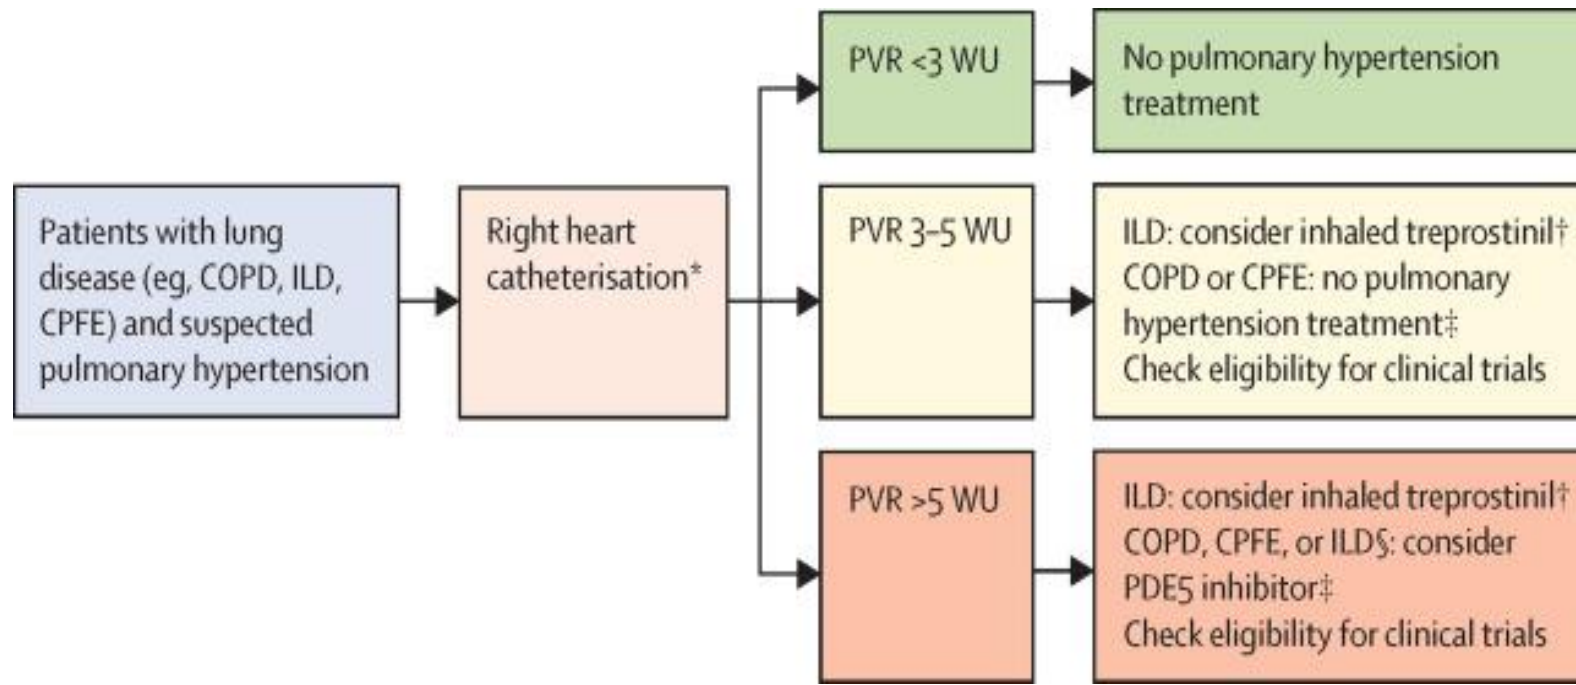 Patients with lung
disease (eg, COPD, ILD,
CPFE) and suspected
pulmonary hypertension
Right heart
catheterisation*
PVR <3 WU
No pulmonary hypertension
treatment
PVR 3–5 WU
ILD: consider inhaled treprostinil†
COPD or CPFE: no pulmonary
hypertension treatment‡
Check eligibility for clinical trials
PVR >5 WU
ILD: consider inhaled treprostinil†
COPD, CPFE, or ILD§: consider
PDE5 inhibitor‡
Check eligibility for clinical trials